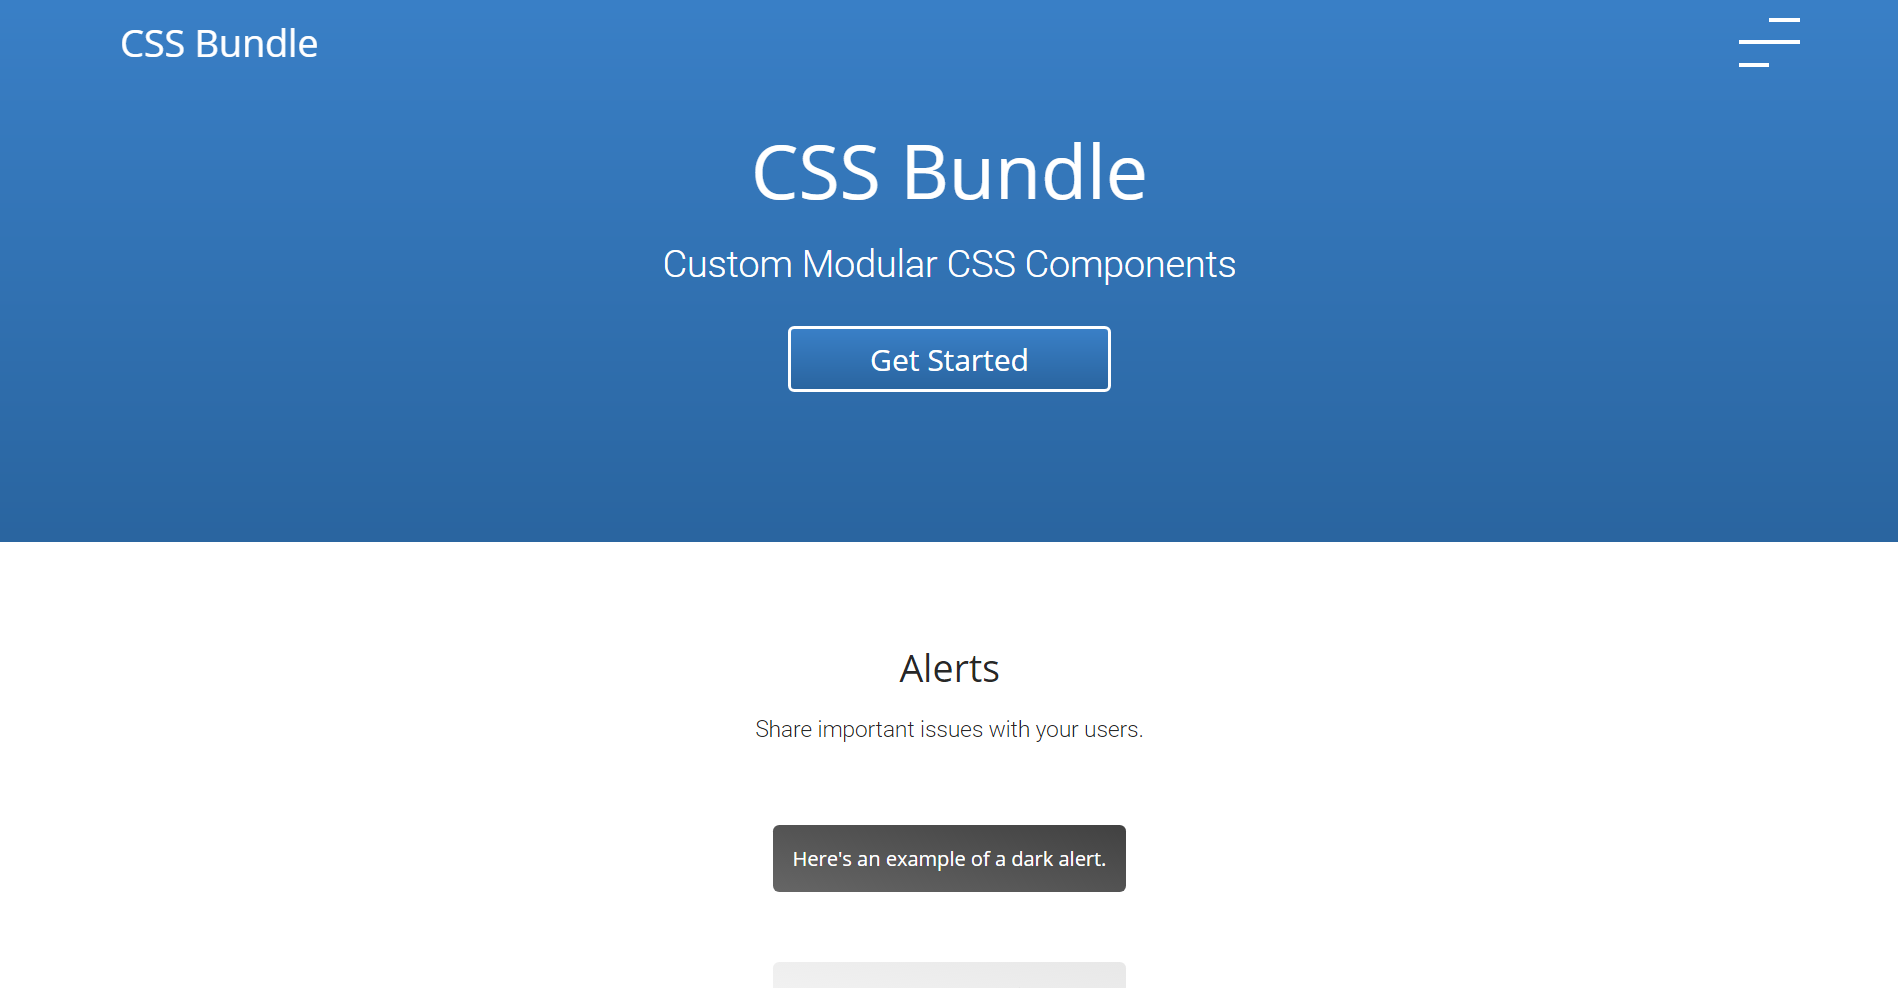 CSS Bundle
CSS Bundle
Custom Modular CSS Components
Get Started
Alerts
Share important issues with your users.
Here's an example of a dark alert.